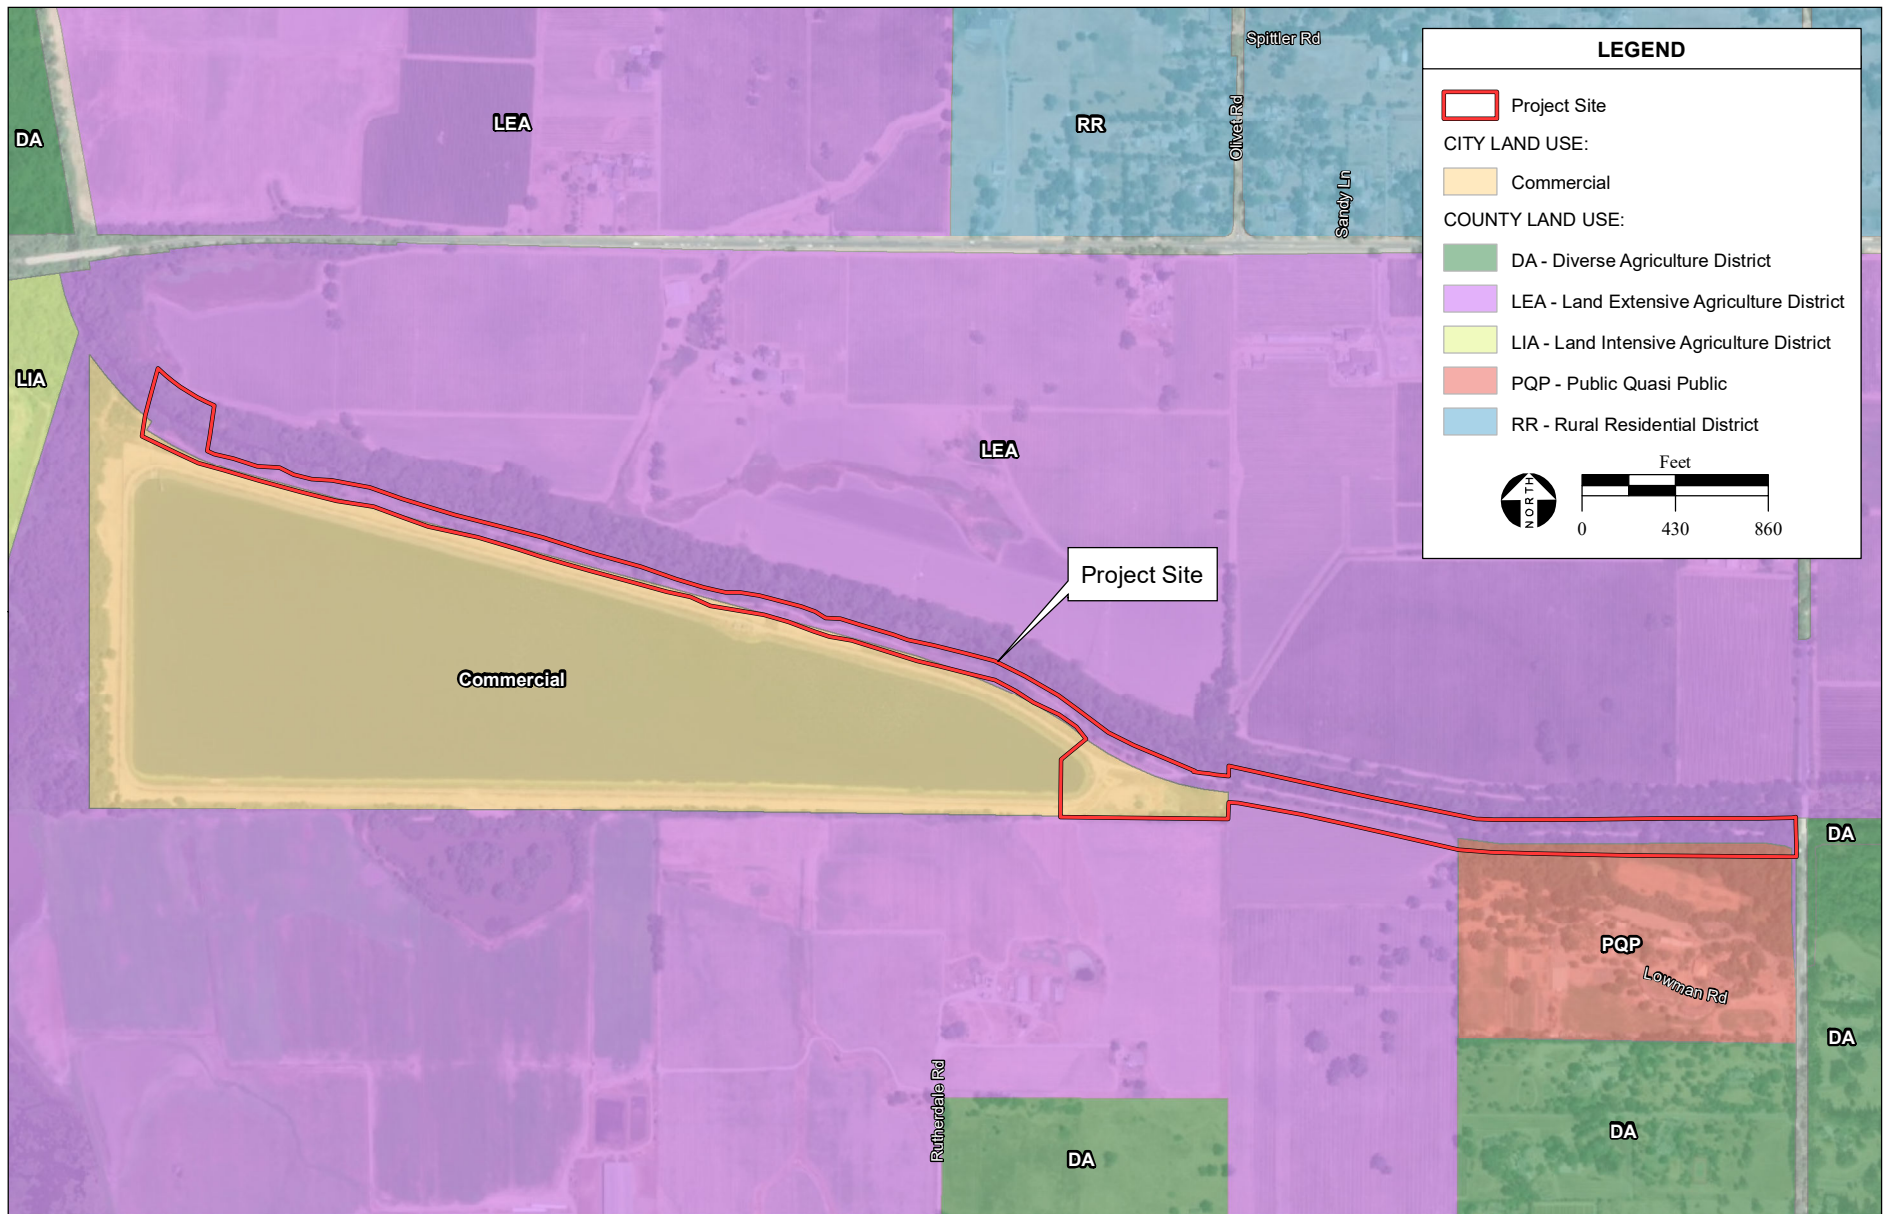 Spittler Rd
LEGEND
Olivet Rd
Project Site
DA
LEA
RR
CITY LAND USE:
Commercial
Sandy Ln
COUNTY LAND USE:
DA - Diverse Agriculture District
LEA - Land Extensive Agriculture District
LIA - Land Intensive Agriculture District
LIA
PQP - Public Quasi Public
RR - Rural Residential District
LEA
Feet
NORTH
0 430 860
Project Site
Commercial
DA
PQP
Lowman Rd
DA
Rutherdale Rd
DA
DA